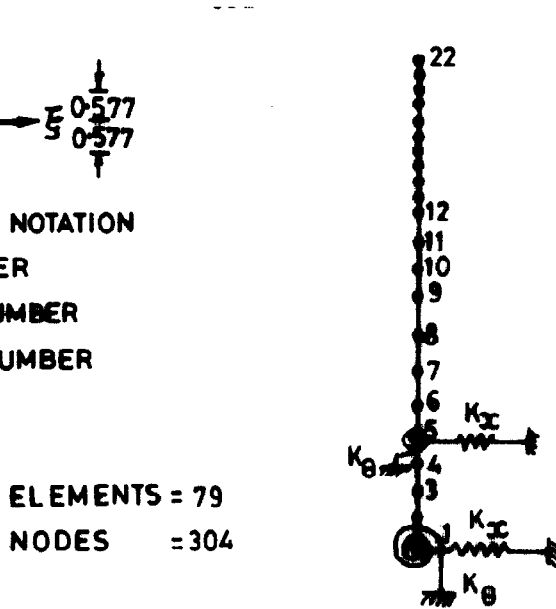 22
ξ 0·577
0·577
12
NOTATION
11
ER
10
9
UMBER
8
UMBER
7
6
5
Kx
Kθ
4
ELEMENTS = 79
3
Kx
1
NODES = 304
Kθ